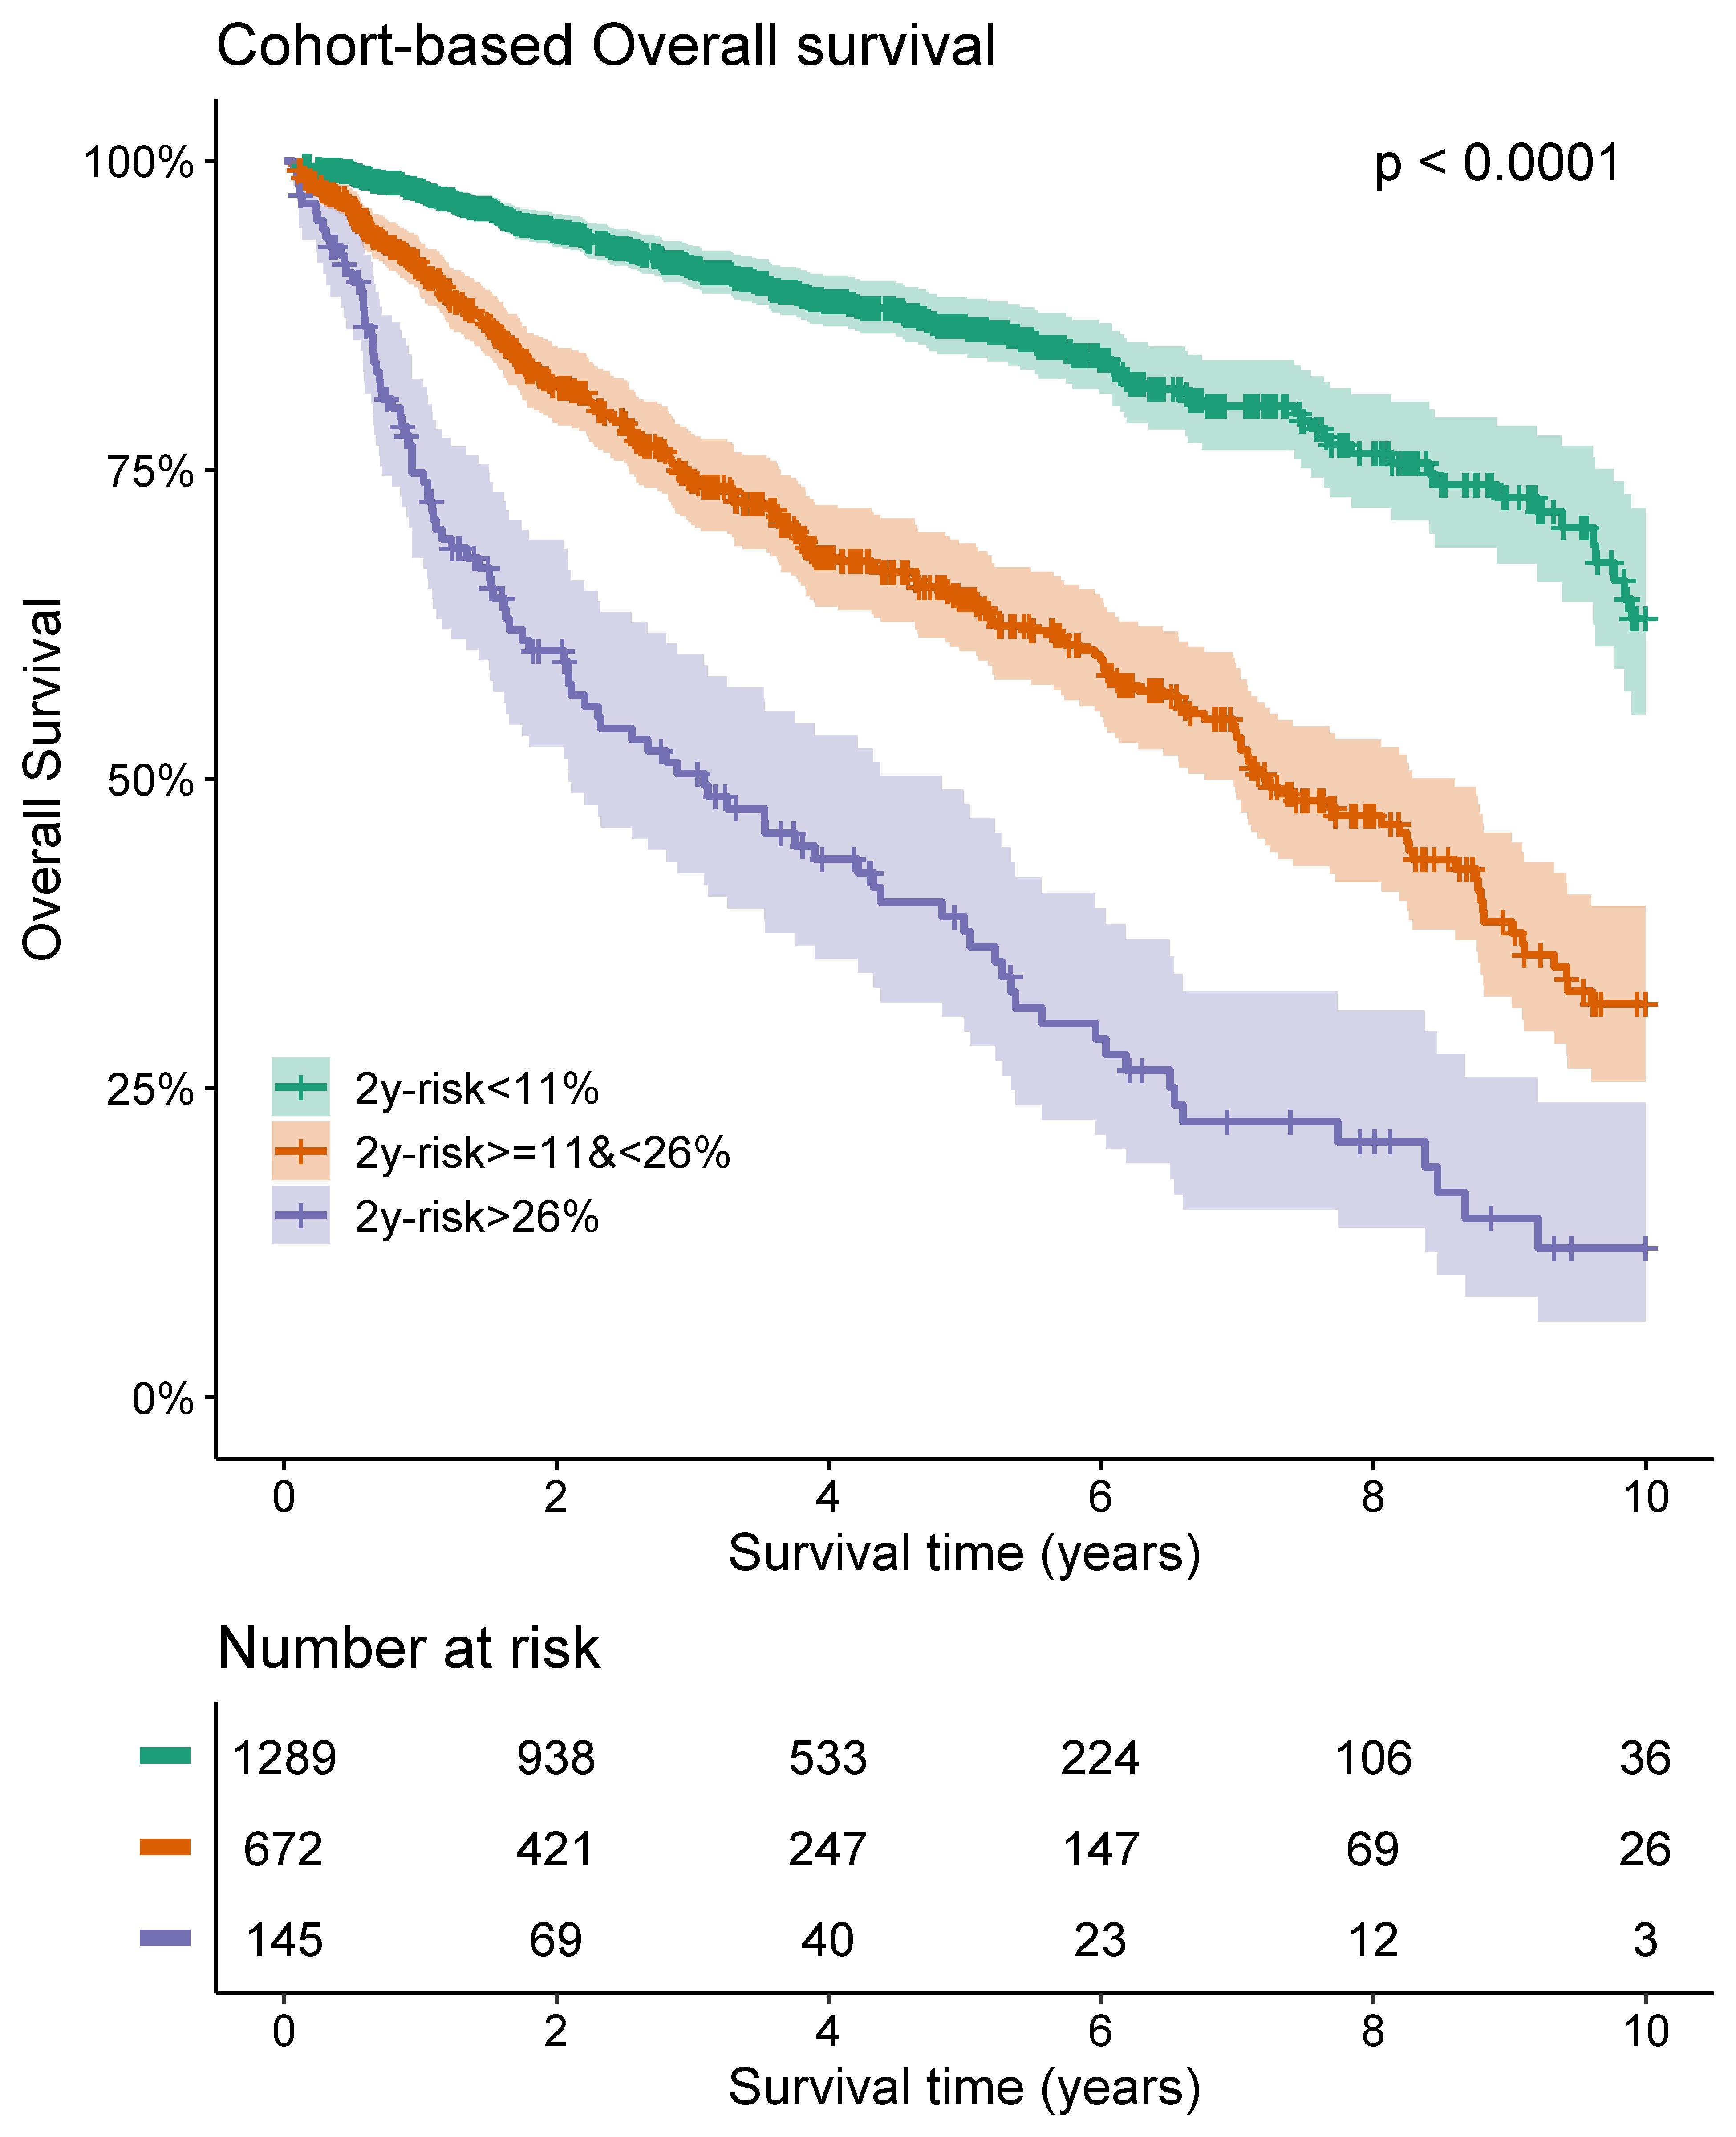 Cohort-based Overall survival
p < 0.0001
100%
75%
50%
25%
0%
Overall Survival
2y-risk<11%
2y-risk>=11&<26%
2y-risk>26%
0 2 4 6 8 10
Survival time (years)
Number at risk
1289 938 533 224 106 36
672 421 247 147 69 26
145 69 40 23 12 3
0 2 4 6 8 10
Survival time (years)